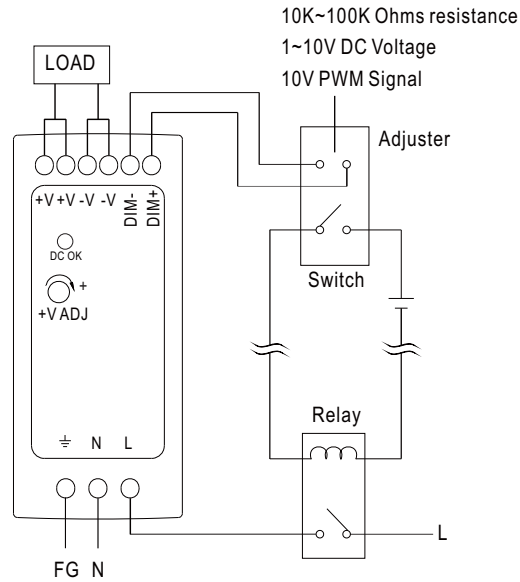 10K~100K Ohms resistance
1~10V DC Voltage
10V PWM Signal
LOAD
Adjuster
+V +V -V -V DIM- DIM+
DC OK
+
+V ADJ
Switch
Relay
N L
L
FG N